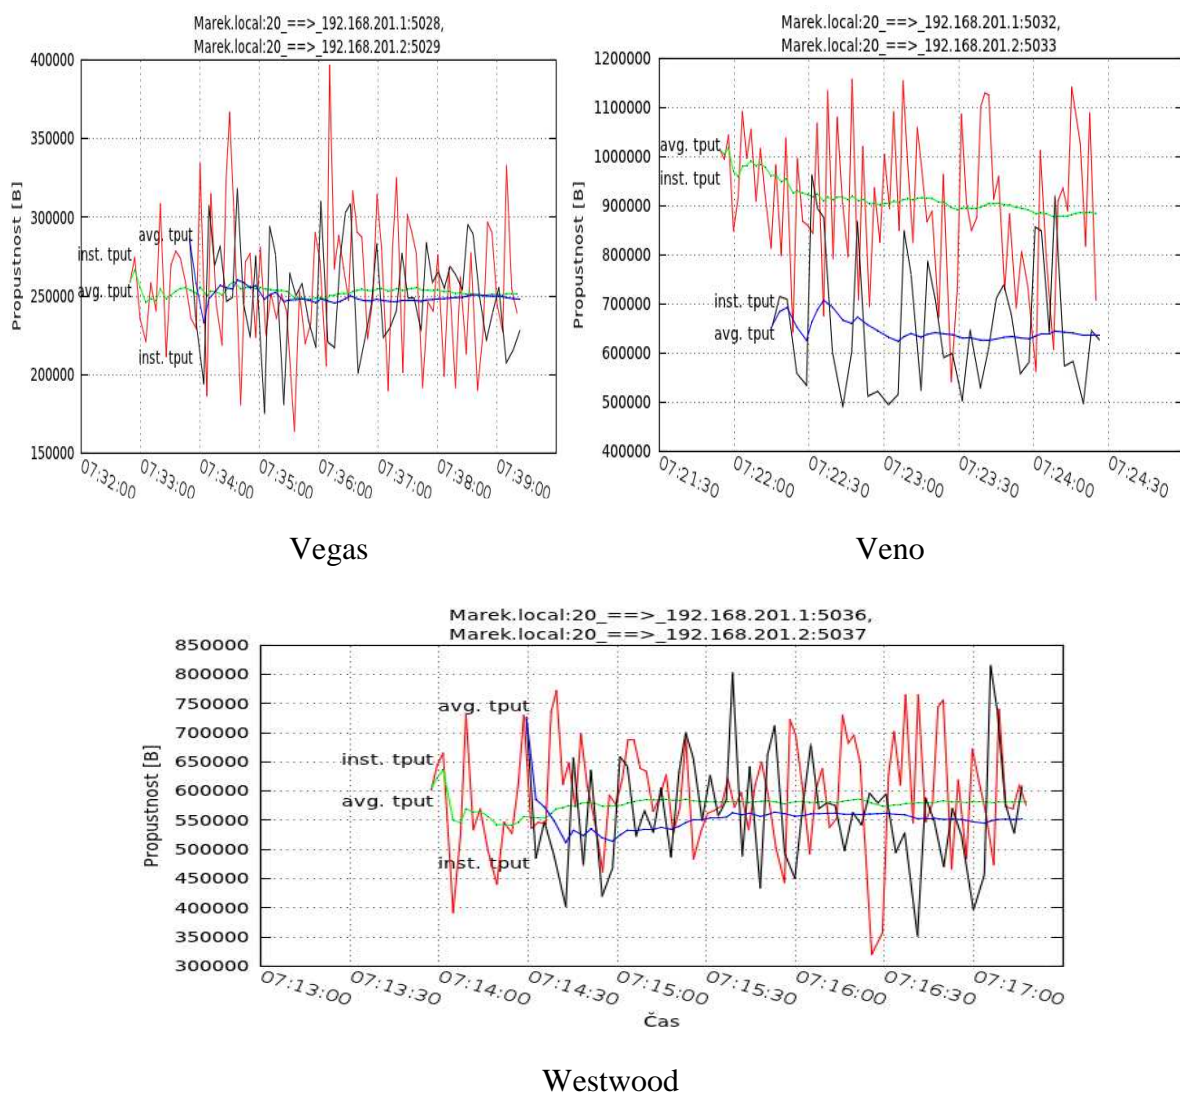 Marek.local:20_==>_192.168.201.1:5028,
Marek.local:20_==>_192.168.201.2:5029
400000
350000
300000
250000
200000
150000
Propustnost [B]
avg. tput
inst. tput
avg. tput
inst. tput
07:32:00
07:33:00
07:34:00
07:35:00
07:36:00
07:37:00
07:38:00
07:39:00
Vegas
Marek.local:20_==>_192.168.201.1:5032,
Marek.local:20_==>_192.168.201.2:5033
1200000
1100000
1000000
900000
800000
700000
600000
500000
400000
Propustnost [B]
avg. tput
inst. tput
inst. tput
avg. tput
07:21:30
07:22:00
07:22:30
07:23:00
07:23:30
07:24:00
07:24:30
Veno
Marek.local:20_==>_192.168.201.1:5036,
Marek.local:20_==>_192.168.201.2:5037
850000
800000
750000
700000
650000
600000
550000
500000
450000
400000
350000
300000
Propustnost [B]
avg. tput
inst. tput
avg. tput
inst. tput
07:13:00
07:13:30
07:14:00
07:14:30
07:15:00
07:15:30
07:16:00
07:16:30
07:17:00
Čas
Westwood